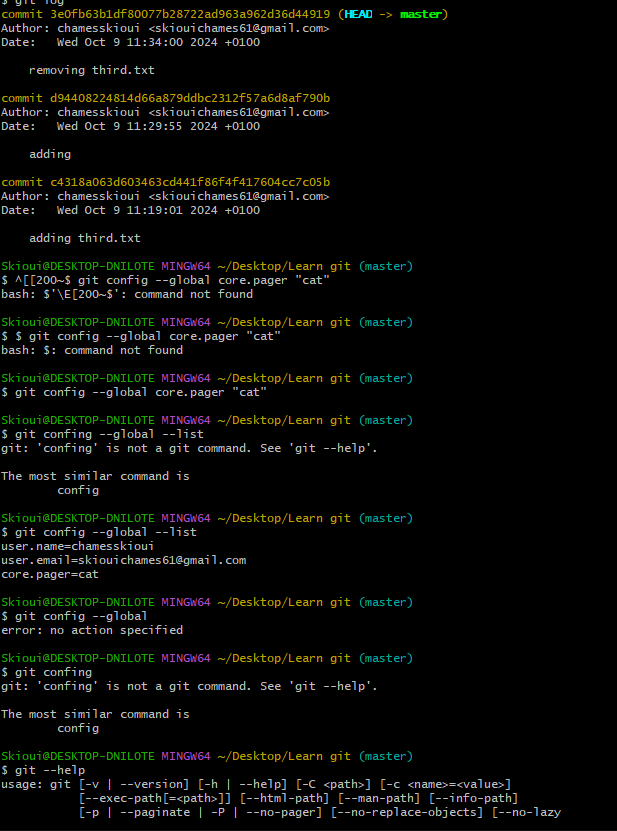 $ git log
commit 3e0fb63b1df80077b28722ad963a962d36d44919 (HEAD -> master)
Author: chamesskioui <skiouichames61@gmail.com>
Date:   Wed Oct 9 11:34:00 2024 +0100

    removing third.txt

commit d94408224814d66a879ddbc2312f57a6d8af790b
Author: chamesskioui <skiouichames61@gmail.com>
Date:   Wed Oct 9 11:29:55 2024 +0100

    adding

commit c4318a063d603463cd441f86f4f417604cc7c05b
Author: chamesskioui <skiouichames61@gmail.com>
Date:   Wed Oct 9 11:19:01 2024 +0100

    adding third.txt

Skioui@DESKTOP-DNILOTE MINGW64 ~/Desktop/Learn git (master)
$ ^[[200~$ git config --global core.pager "cat"
bash: $'\E[200~$': command not found

Skioui@DESKTOP-DNILOTE MINGW64 ~/Desktop/Learn git (master)
$ $ git config --global core.pager "cat"
bash: $: command not found

Skioui@DESKTOP-DNILOTE MINGW64 ~/Desktop/Learn git (master)
$ git config --global core.pager "cat"

Skioui@DESKTOP-DNILOTE MINGW64 ~/Desktop/Learn git (master)
$ git confing --global --list
git: 'confing' is not a git command. See 'git --help'.

The most similar command is
        config

Skioui@DESKTOP-DNILOTE MINGW64 ~/Desktop/Learn git (master)
$ git config --global --list
user.name=chamesskioui
user.email=skiouichames61@gmail.com
core.pager=cat

Skioui@DESKTOP-DNILOTE MINGW64 ~/Desktop/Learn git (master)
$ git config --global
error: no action specified

Skioui@DESKTOP-DNILOTE MINGW64 ~/Desktop/Learn git (master)
$ git confing
git: 'confing' is not a git command. See 'git --help'.

The most similar command is
        config

Skioui@DESKTOP-DNILOTE MINGW64 ~/Desktop/Learn git (master)
$ git --help
usage: git [-v | --version] [-h | --help] [-C <path>] [-c <name>=<value>]
           [--exec-path[=<path>]] [--html-path] [--man-path] [--info-path]
           [-p | --paginate | -P | --no-pager] [--no-replace-objects] [--no-lazy